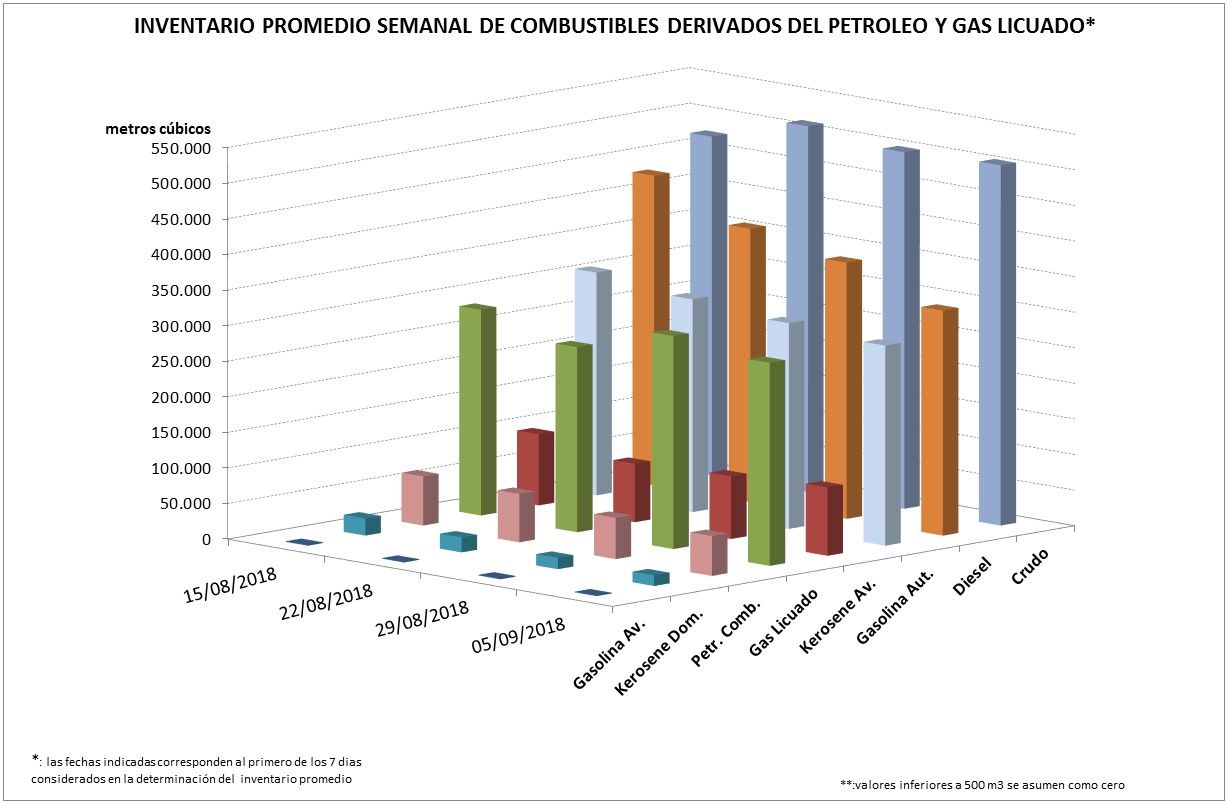 INVENTARIO PROMEDIO SEMANAL DE COMBUSTIBLES DERIVADOS DEL PETROLEO Y GAS LICUADO*
metros cúbicos
550.000
500.000
450.000
400.000
350.000
300.000
250.000
200.000
150.000
100.000
50.000
0
15/08/2018
22/08/2018
29/08/2018
05/09/2018
Gasolina Av.
Kerosene Dom.
Petr. Comb.
Gas Licuado
Kerosene Av.
Gasolina Aut.
Diesel
Crudo
*: las fechas indicadas corresponden al primero de los 7 dias
considerados en la determinación del inventario promedio
**:valores inferiores a 500 m3 se asumen como cero